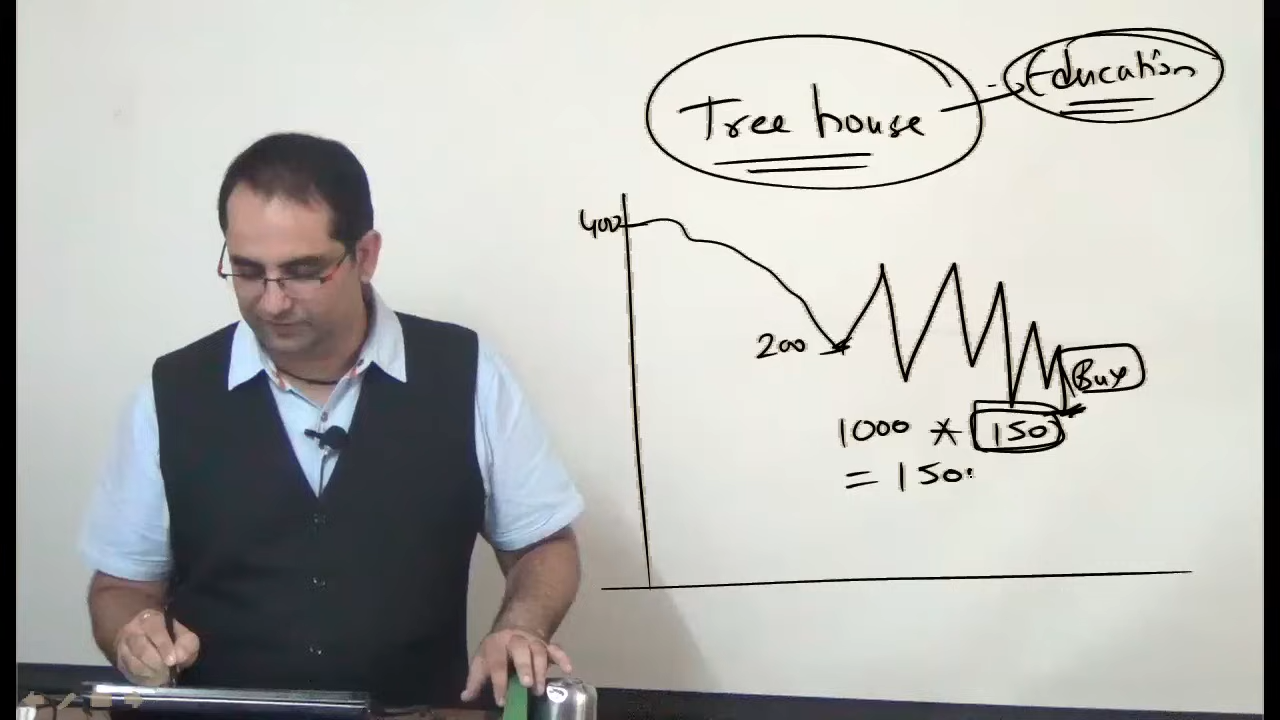 Tree house
Education
400
200
Buy
1000 * 150
= 150